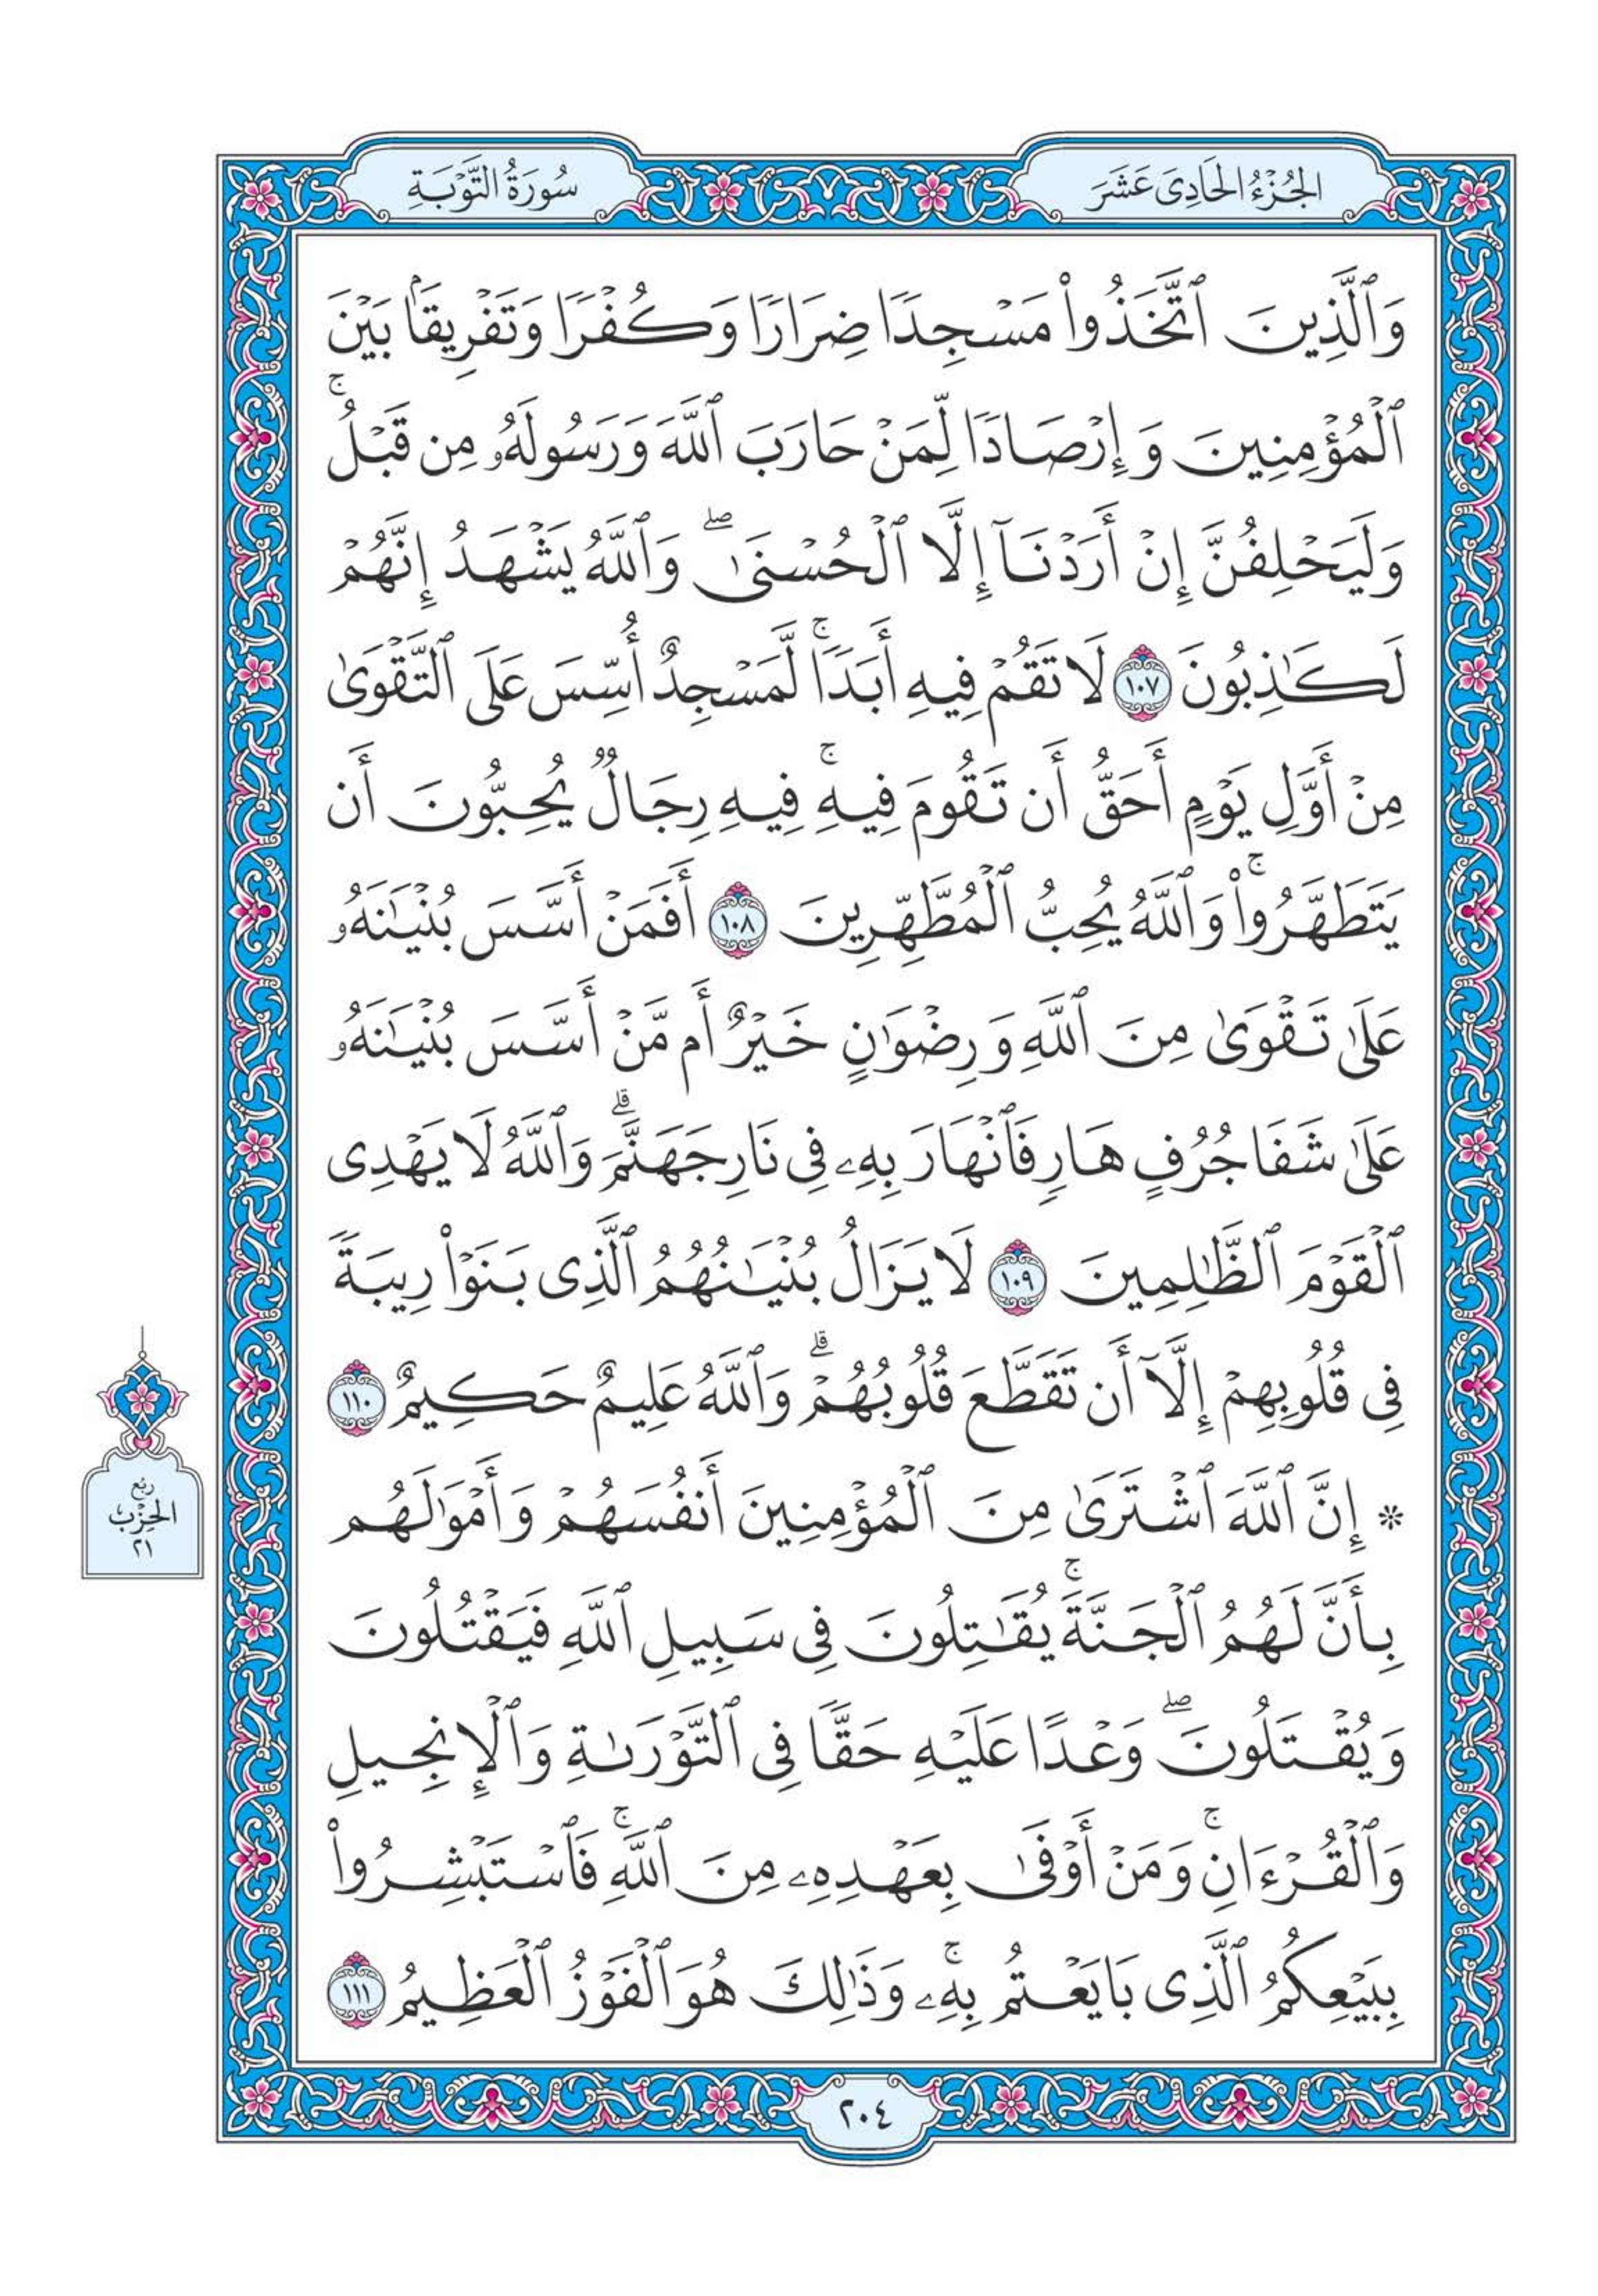 الجُزْءُ الحَادِيَ عَشَرَ
سُورَةُ التَّوْبَةِ
وَٱلَّذِينَ ٱتَّخَذُوا۟ مَسْجِدًا ضِرَارًا وَكُفْرًا وَتَفْرِيقًۢا بَيْنَ
ٱلْمُؤْمِنِينَ وَإِرْصَادًا لِّمَنْ حَارَبَ ٱللَّهَ وَرَسُولَهُۥ مِن قَبْلُ ۚ
وَلَيَحْلِفُنَّ إِنْ أَرَدْنَآ إِلَّا ٱلْحُسْنَىٰ ۖ وَٱللَّهُ يَشْهَدُ إِنَّهُمْ
لَكَـٰذِبُونَ ١٠٧ لَا تَقُمْ فِيهِ أَبَدًا ۚ لَّمَسْجِدٌ أُسِّسَ عَلَى ٱلتَّقْوَىٰ
مِنْ أَوَّلِ يَوْمٍ أَحَقُّ أَن تَقُومَ فِيهِ ۚ فِيهِ رِجَالٌ يُحِبُّونَ أَن
يَتَطَهَّرُوا۟ ۚ وَٱللَّهُ يُحِبُّ ٱلْمُطَّهِّرِينَ ١٠٨ أَفَمَنْ أَسَّسَ بُنْيَـٰنَهُۥ
عَلَىٰ تَقْوَىٰ مِنَ ٱللَّهِ وَرِضْوَٰنٍ خَيْرٌ أَم مَّنْ أَسَّسَ بُنْيَـٰنَهُۥ
عَلَىٰ شَفَا جُرُفٍ هَارٍ فَٱنْهَارَ بِهِۦ فِى نَارِ جَهَنَّمَ ۗ وَٱللَّهُ لَا يَهْدِى
ٱلْقَوْمَ ٱلظَّـٰلِمِينَ ١٠٩ لَا يَزَالُ بُنْيَـٰنُهُمُ ٱلَّذِى بَنَوْا۟ رِيبَةً
فِى قُلُوبِهِمْ إِلَّآ أَن تَقَطَّعَ قُلُوبُهُمْ ۗ وَٱللَّهُ عَلِيمٌ حَكِيمٌ ١١٠
* إِنَّ ٱللَّهَ ٱشْتَرَىٰ مِنَ ٱلْمُؤْمِنِينَ أَنفُسَهُمْ وَأَمْوَٰلَهُم
بِأَنَّ لَهُمُ ٱلْجَنَّةَ ۚ يُقَـٰتِلُونَ فِى سَبِيلِ ٱللَّهِ فَيَقْتُلُونَ
وَيُقْتَلُونَ ۖ وَعْدًا عَلَيْهِ حَقًّا فِى ٱلتَّوْرَىٰةِ وَٱلْإِنجِيلِ
وَٱلْقُرْءَانِ ۚ وَمَنْ أَوْفَىٰ بِعَهْدِهِۦ مِنَ ٱللَّهِ ۚ فَٱسْتَبْشِرُوا۟
بِبَيْعِكُمُ ٱلَّذِى بَايَعْتُم بِهِۦ ۚ وَذَٰلِكَ هُوَ ٱلْفَوْزُ ٱلْعَظِيمُ ١١١
رُبُع
الحِزْب
٢١
٢٠٤